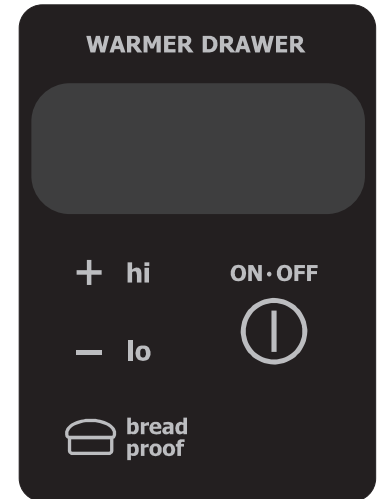 WARMER DRAWER
+ hi
ON·OFF
– lo
bread
proof